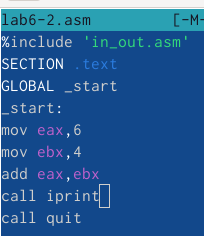 lab6-2.asm [-M-
%include 'in_out.asm'
SECTION .text
GLOBAL _start
_start:
mov eax,6
mov ebx,4
add eax,ebx
call iprint
call quit